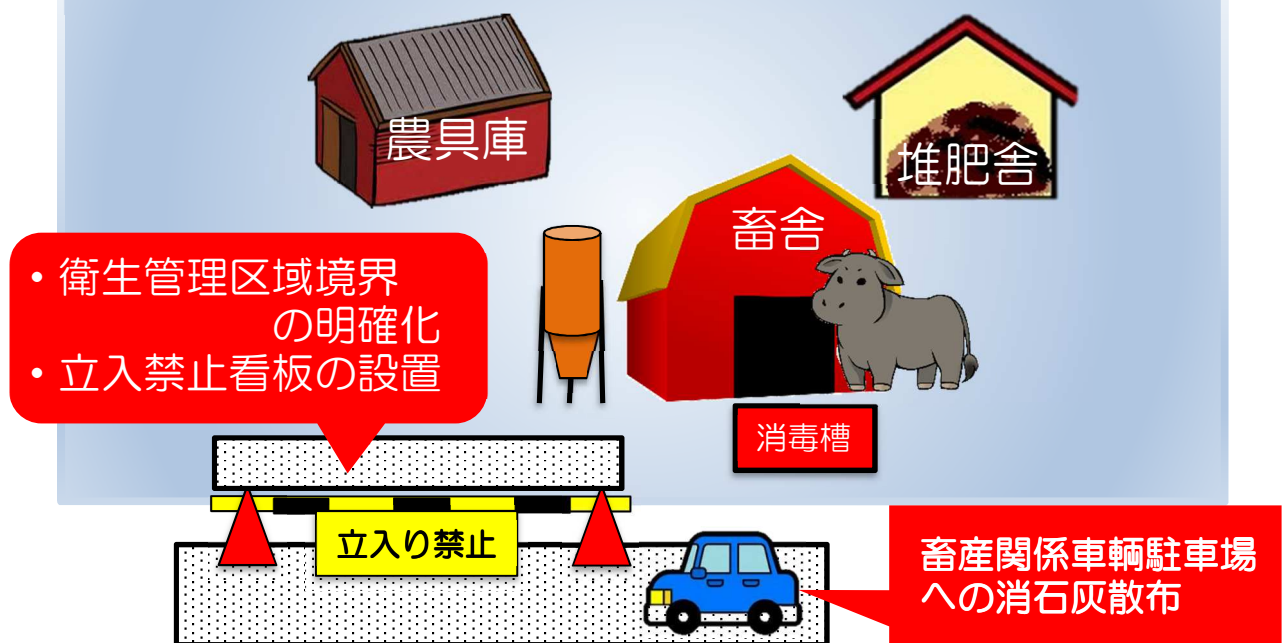 農具庫
堆肥舎
畜舎
・衛生管理区域境界
の明確化
・立入禁止看板の設置
消毒槽
立入り禁止
畜産関係車輌駐車場
への消石灰散布